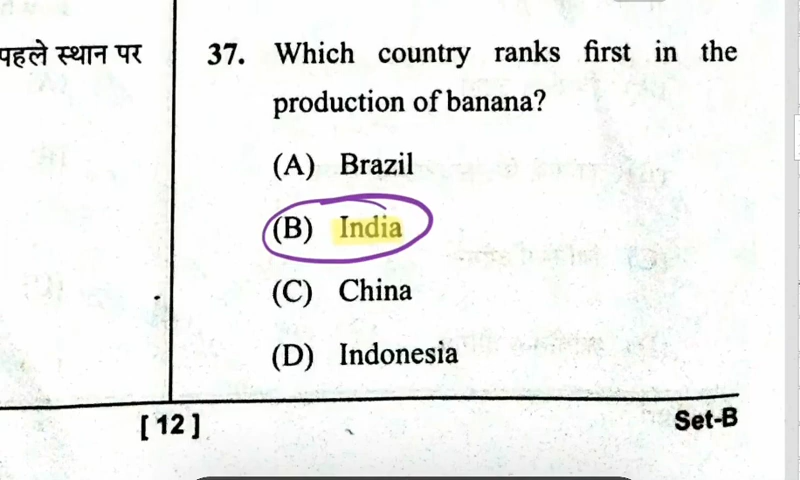 पहले स्थान पर
37. Which country ranks first in the
production of banana?
(A) Brazil
(B) India
(C) China
(D) Indonesia
[ 12 ]
Set-B